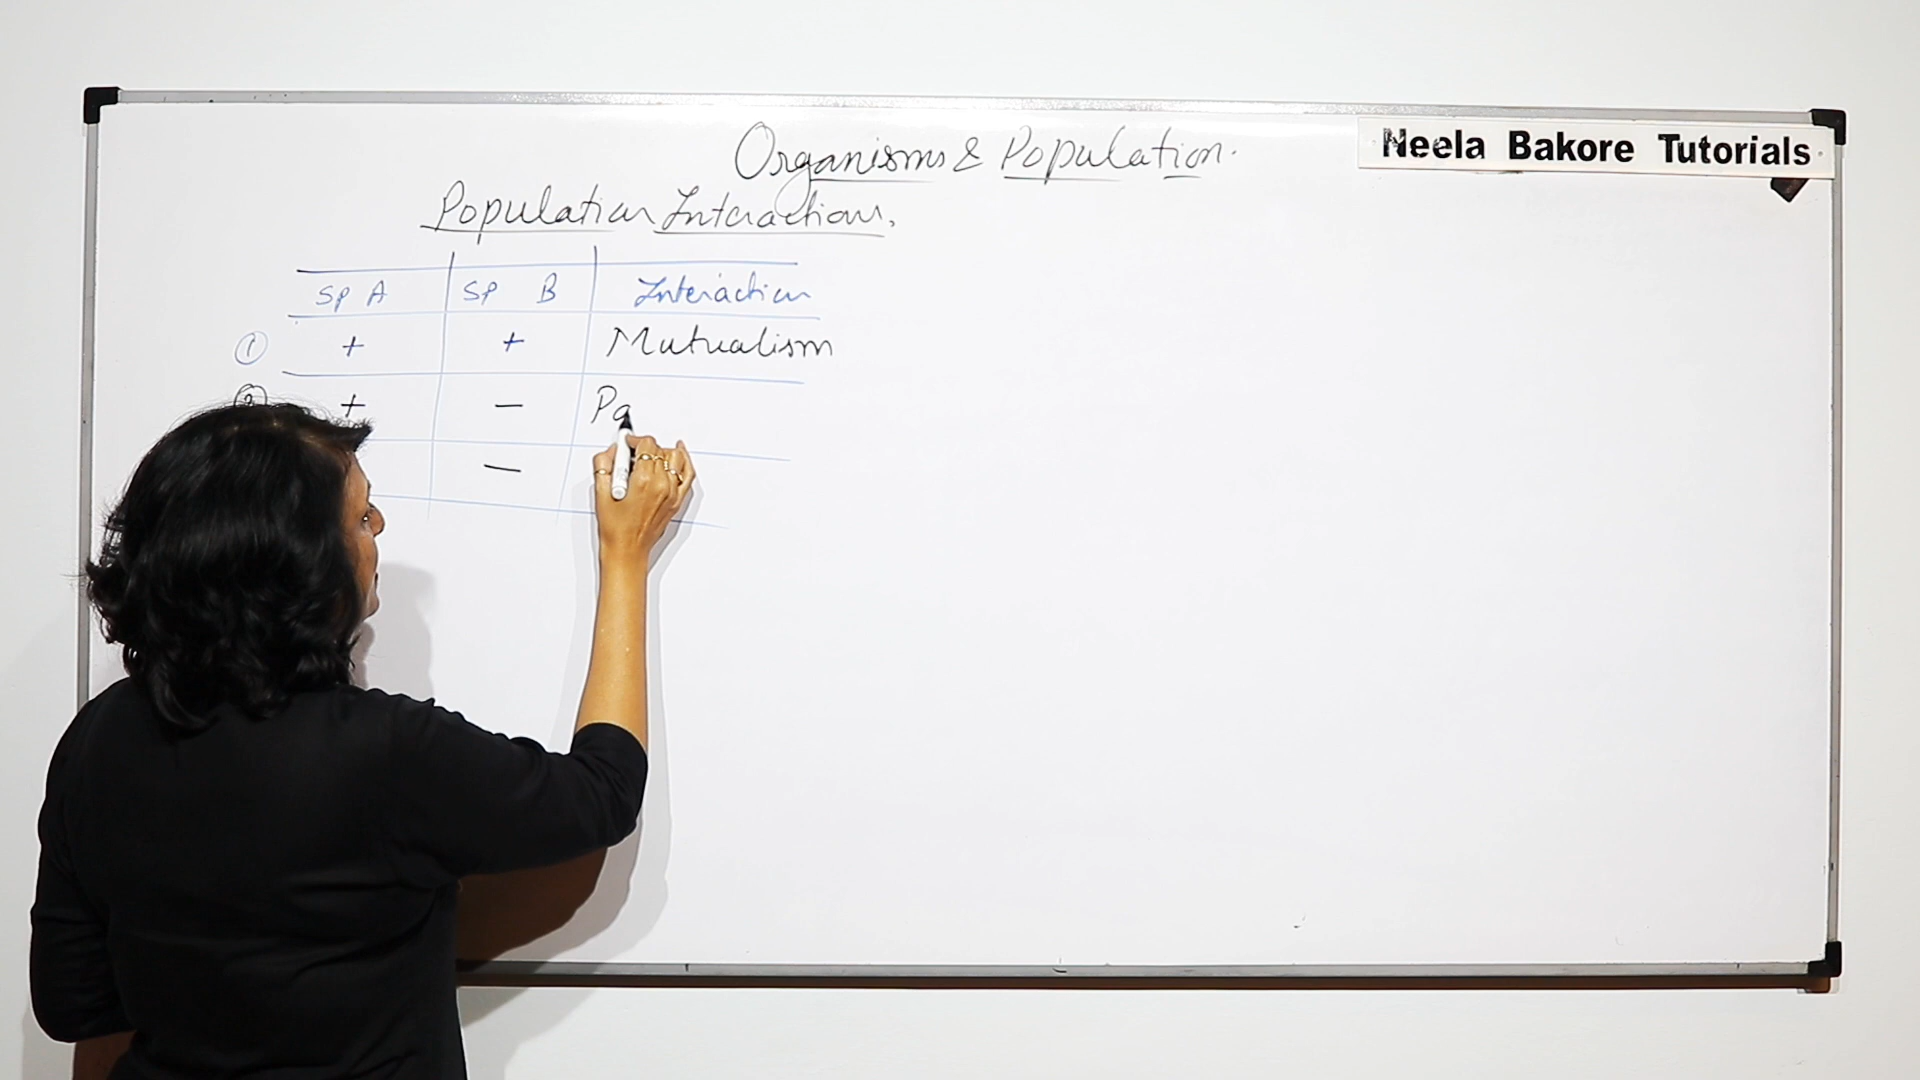 Organisms & Population.
Neela Bakore Tutorials
Population Interactions.
Sp A Sp B Interaction
① + + Mutualism
② + — Pa
—